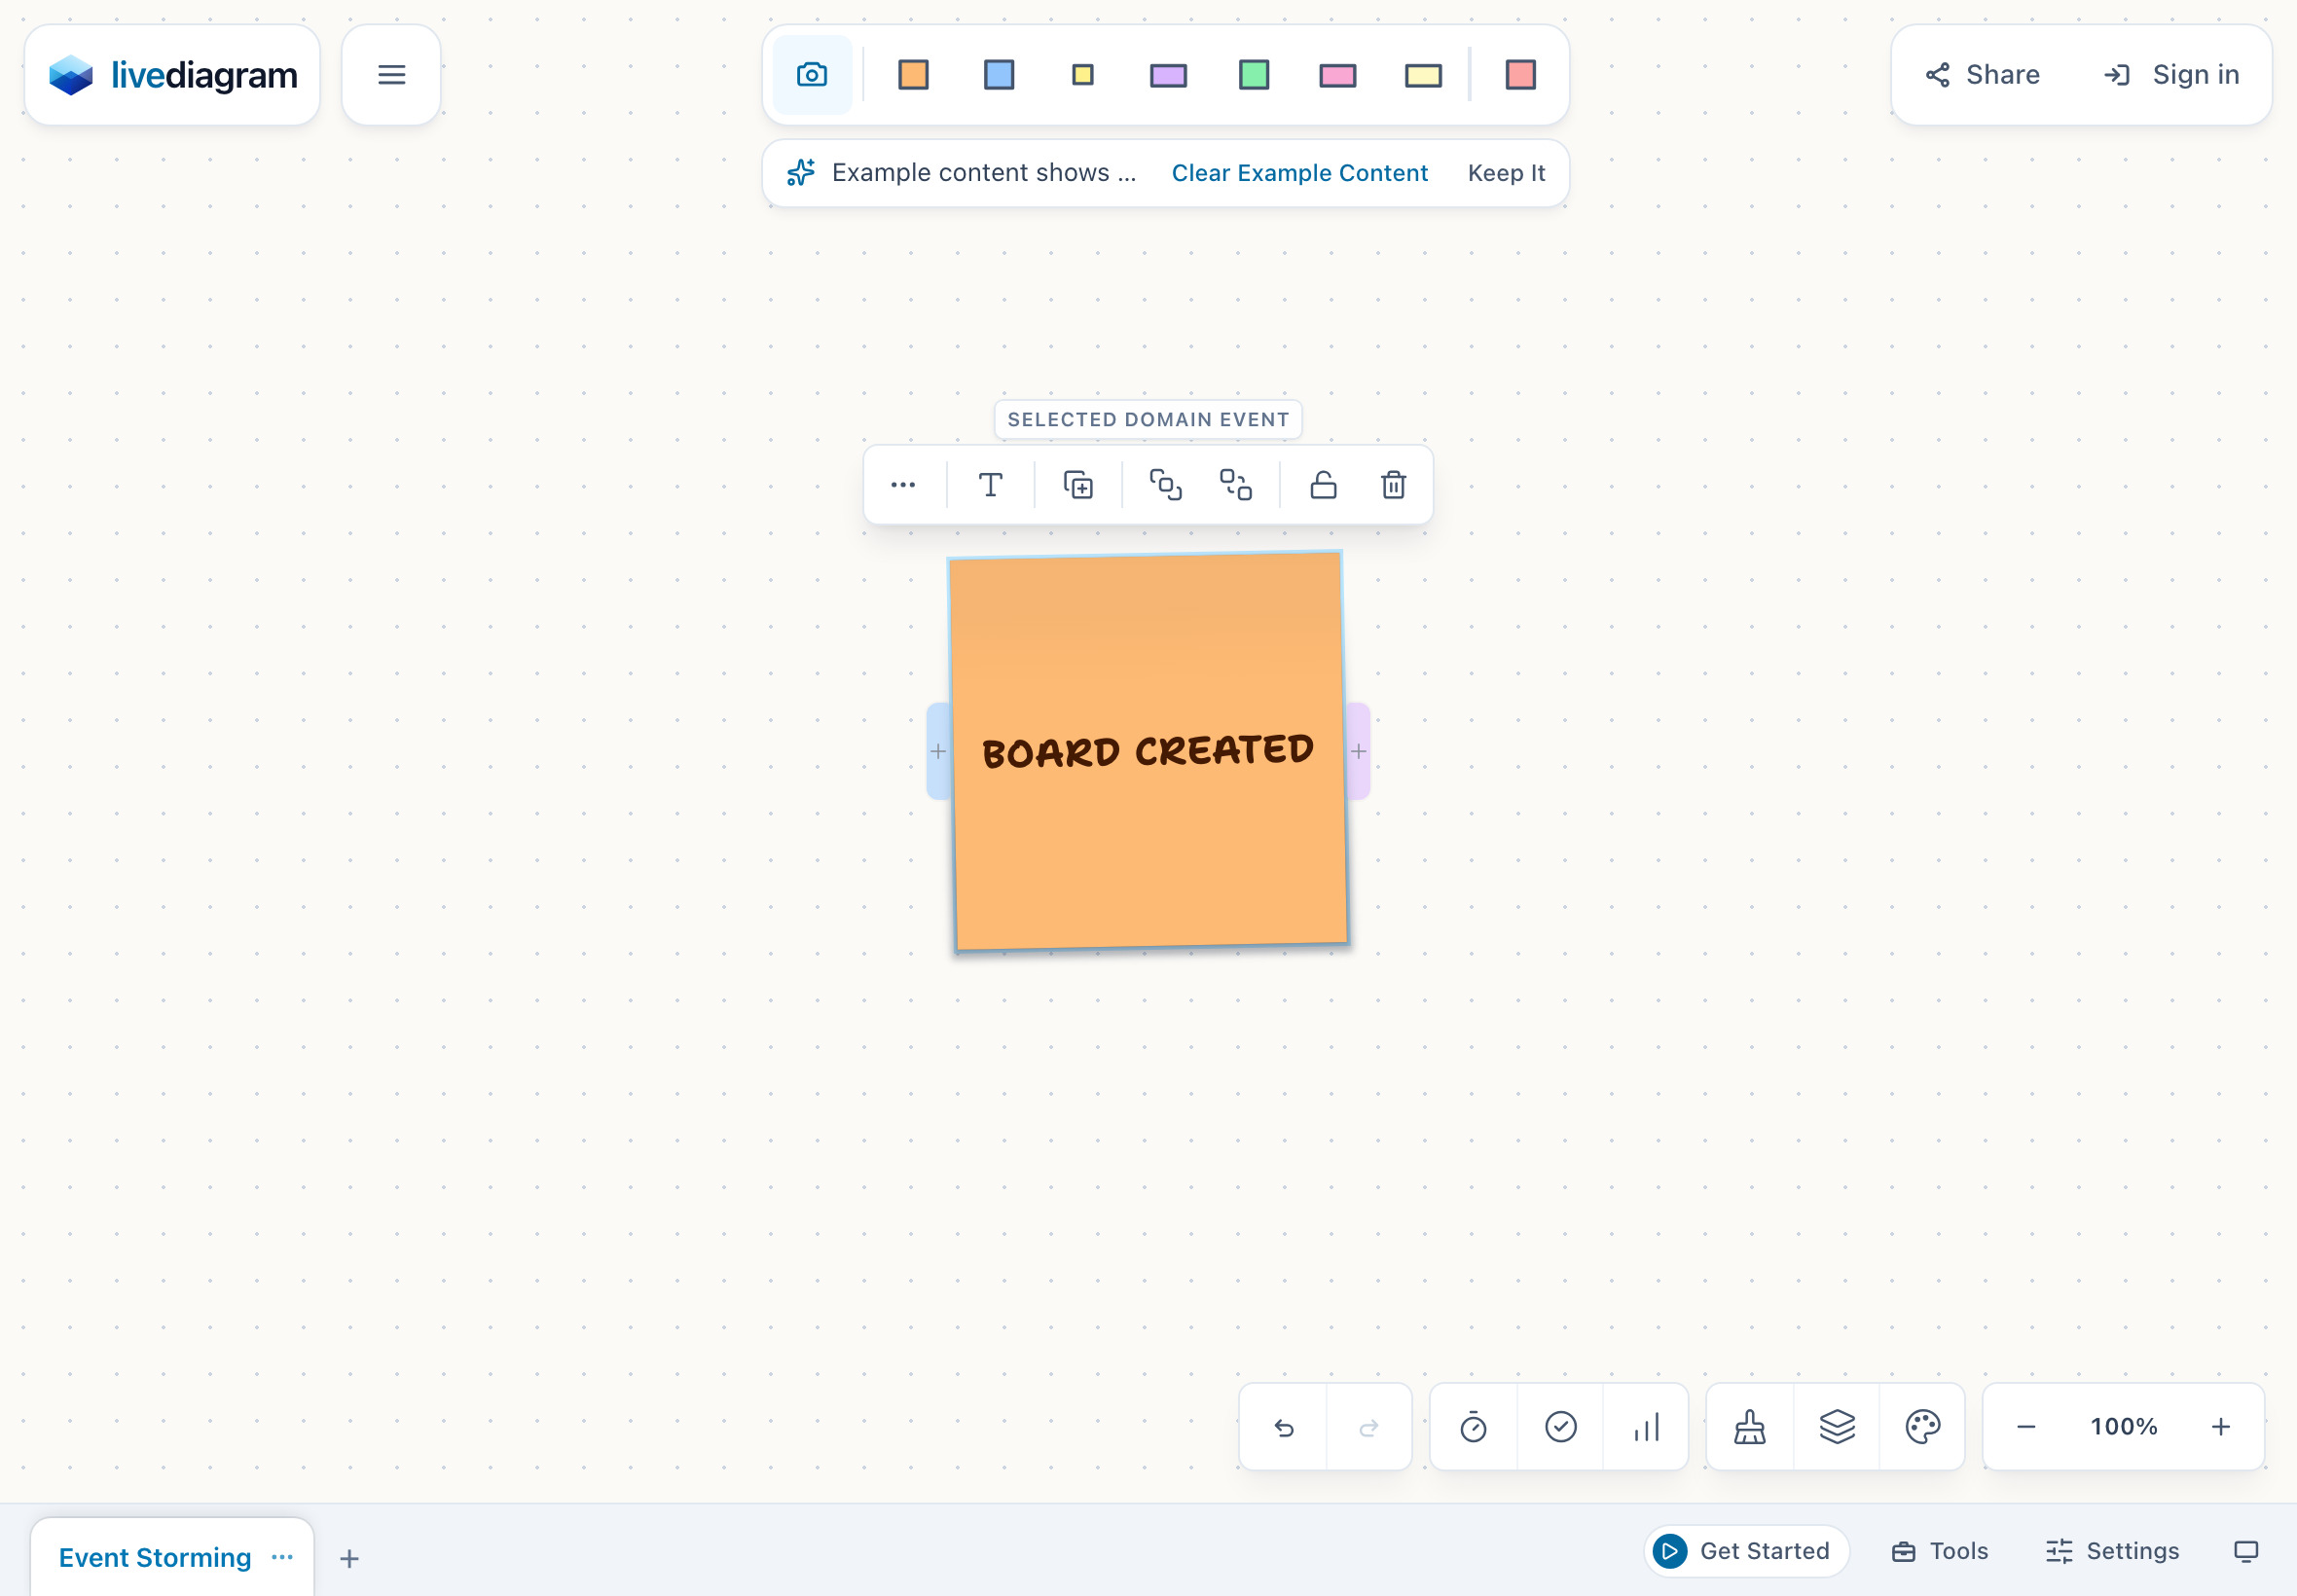 livediagram
Share
Sign in
Example content shows ...
Clear Example Content
Keep It
SELECTED DOMAIN EVENT
BOARD CREATED
100%
Event Storming
Get Started
Tools
Settings